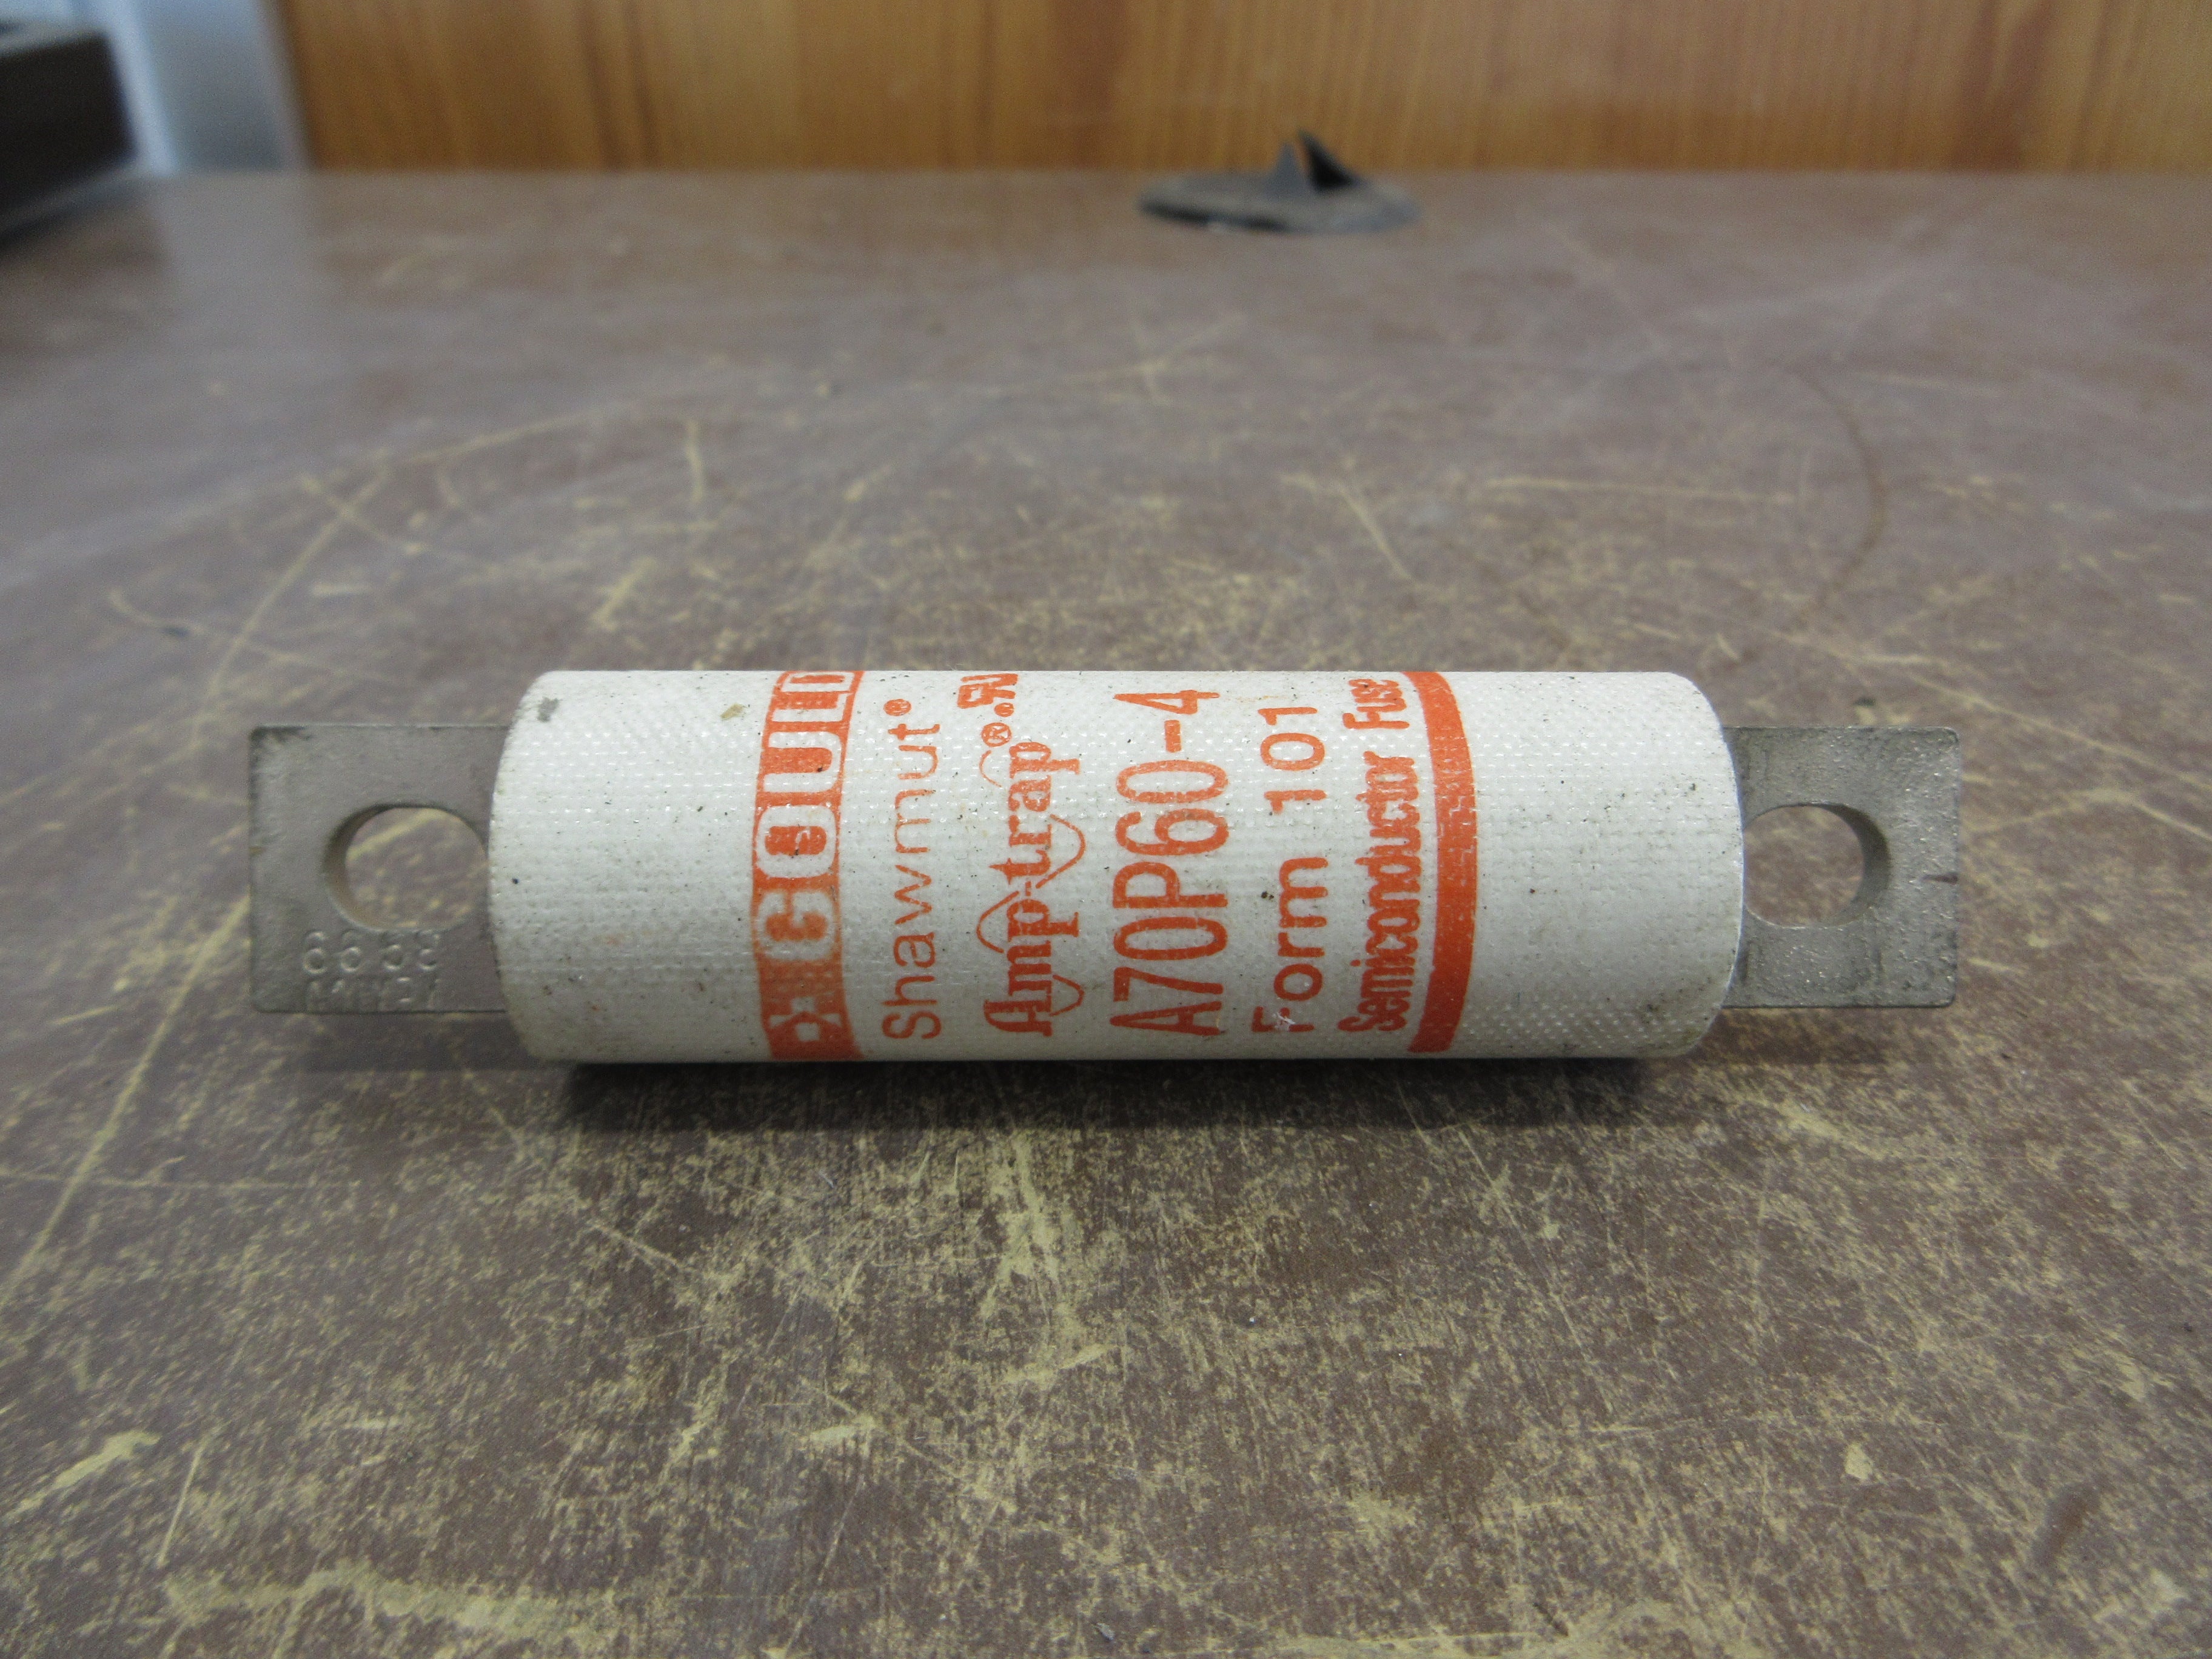 GOULD
Shawmut®
Amp-trap®
A70P60-4
Form 101
Semiconductor Fuse